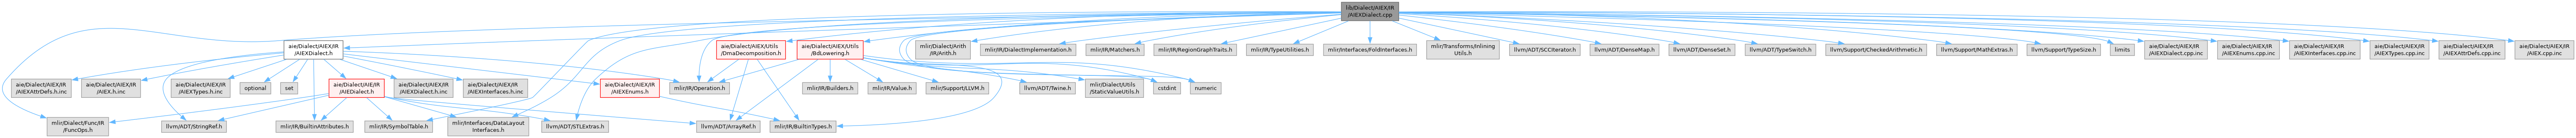 lib/Dialect/AIEX/IR
/AIEXDialect.cpp
aie/Dialect/AIEX/IR
/AIEXDialect.h
aie/Dialect/AIEX/Utils
/DmaDecomposition.h
aie/Dialect/AIEX/Utils
/BdLowering.h
mlir/Dialect/Arith
/IR/Arith.h
mlir/IR/DialectImplementation.h
mlir/IR/Matchers.h
mlir/IR/RegionGraphTraits.h
mlir/IR/TypeUtilities.h
mlir/Interfaces/FoldInterfaces.h
mlir/Transforms/Inlining
Utils.h
llvm/ADT/SCCIterator.h
llvm/ADT/DenseMap.h
llvm/ADT/DenseSet.h
llvm/ADT/TypeSwitch.h
llvm/Support/CheckedArithmetic.h
llvm/Support/MathExtras.h
llvm/Support/TypeSize.h
limits
aie/Dialect/AIEX/IR
/AIEXDialect.cpp.inc
aie/Dialect/AIEX/IR
/AIEXEnums.cpp.inc
aie/Dialect/AIEX/IR
/AIEXInterfaces.cpp.inc
aie/Dialect/AIEX/IR
/AIEXTypes.cpp.inc
aie/Dialect/AIEX/IR
/AIEXAttrDefs.cpp.inc
aie/Dialect/AIEX/IR
/AIEX.cpp.inc
aie/Dialect/AIEX/IR
/AIEXAttrDefs.h.inc
aie/Dialect/AIEX/IR
/AIEX.h.inc
aie/Dialect/AIEX/IR
/AIEXTypes.h.inc
optional
set
aie/Dialect/AIE/IR
/AIEDialect.h
aie/Dialect/AIEX/IR
/AIEXDialect.h.inc
aie/Dialect/AIEX/IR
/AIEXInterfaces.h.inc
aie/Dialect/AIEX/IR
/AIEXEnums.h
mlir/IR/Operation.h
mlir/IR/Builders.h
mlir/IR/Value.h
mlir/Support/LLVM.h
llvm/ADT/Twine.h
mlir/Dialect/Utils
/StaticValueUtils.h
cstdint
numeric
mlir/Dialect/Func/IR
/FuncOps.h
llvm/ADT/StringRef.h
mlir/IR/BuiltinAttributes.h
mlir/IR/SymbolTable.h
mlir/Interfaces/DataLayout
Interfaces.h
llvm/ADT/STLExtras.h
llvm/ADT/ArrayRef.h
mlir/IR/BuiltinTypes.h